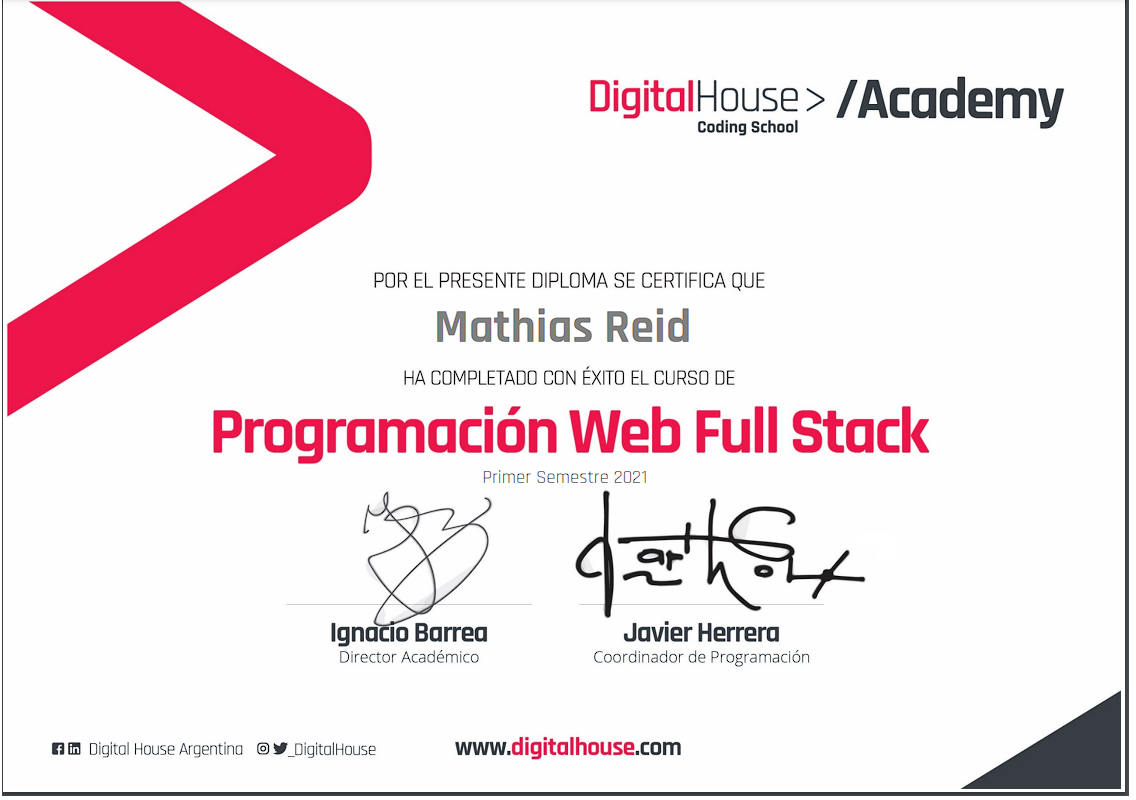 DigitalHouse> /Academy
Coding School
POR EL PRESENTE DIPLOMA SE CERTIFICA QUE
Mathias Reid
HA COMPLETADO CON ÉXITO EL CURSO DE
Programación Web Full Stack
Primer Semestre 2021
Ignacio Barrea
Director Académico
Javier Herrera
Coordinador de Programación
Digital House Argentina
_DigitalHouse
www.digitalhouse.com